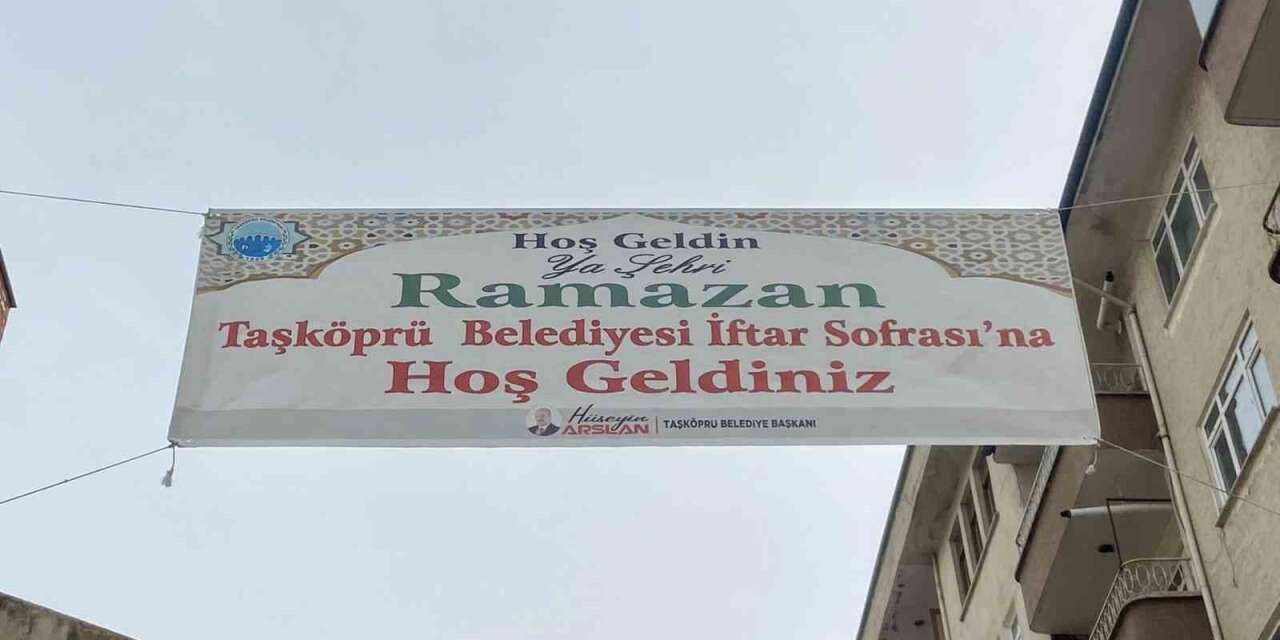 Hoş Geldin
Ya Şehri
Ramazan
Taşköprü Belediyesi İftar Sofrası'na
Hoş Geldiniz
Hüseyin
ARSLAN
TAŞKÖPRÜ BELEDİYE BAŞKANI